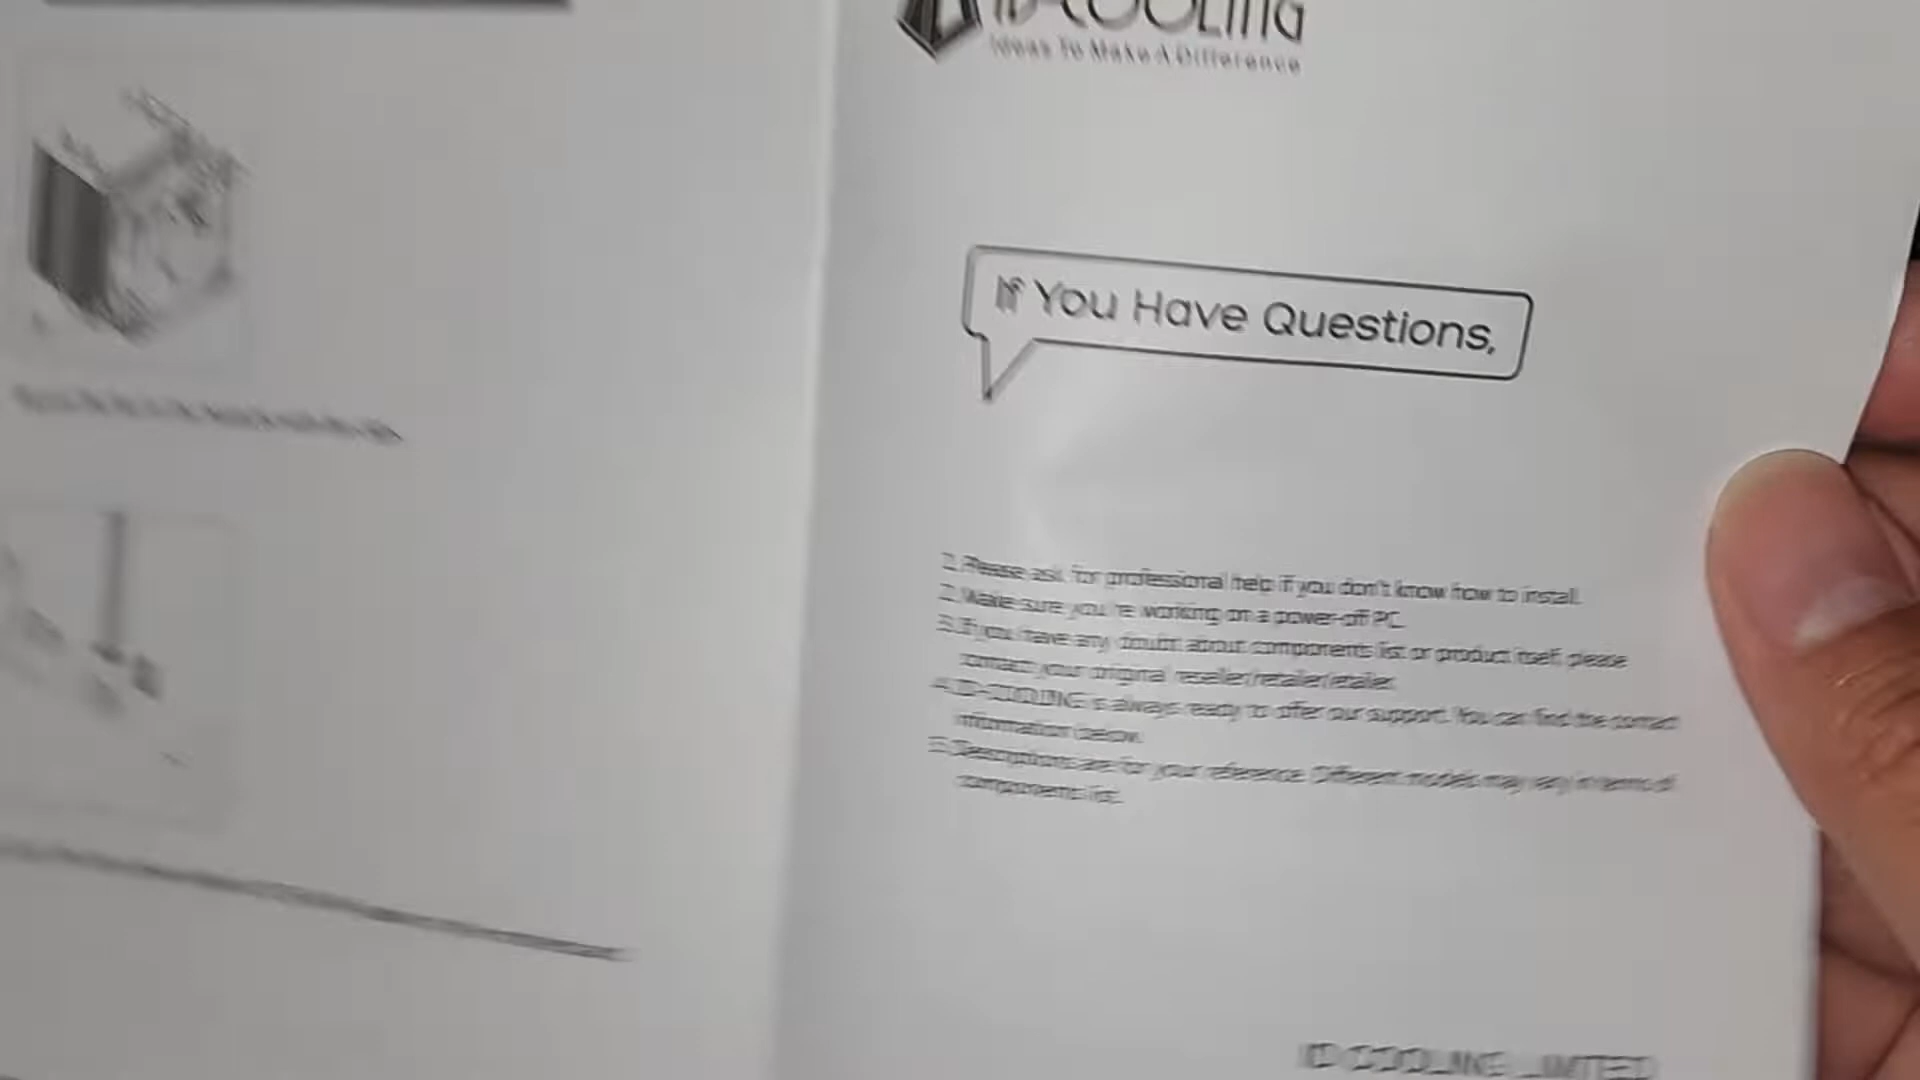 ID-COOLING
Ideas To Make A Difference
If You Have Questions,
1. Please ask for professional help if you don't know how to install.
2. Make sure you're working on a power-off PC.
3. If you have any doubt about components list or product itself, please
contact your original reseller/retailer/etailer.
4. ID-COOLING is always ready to offer our support. You can find the contact
information below.
5. Descriptions are for your reference. Different models may vary in terms of
components list.
ID COOLING LIMITED